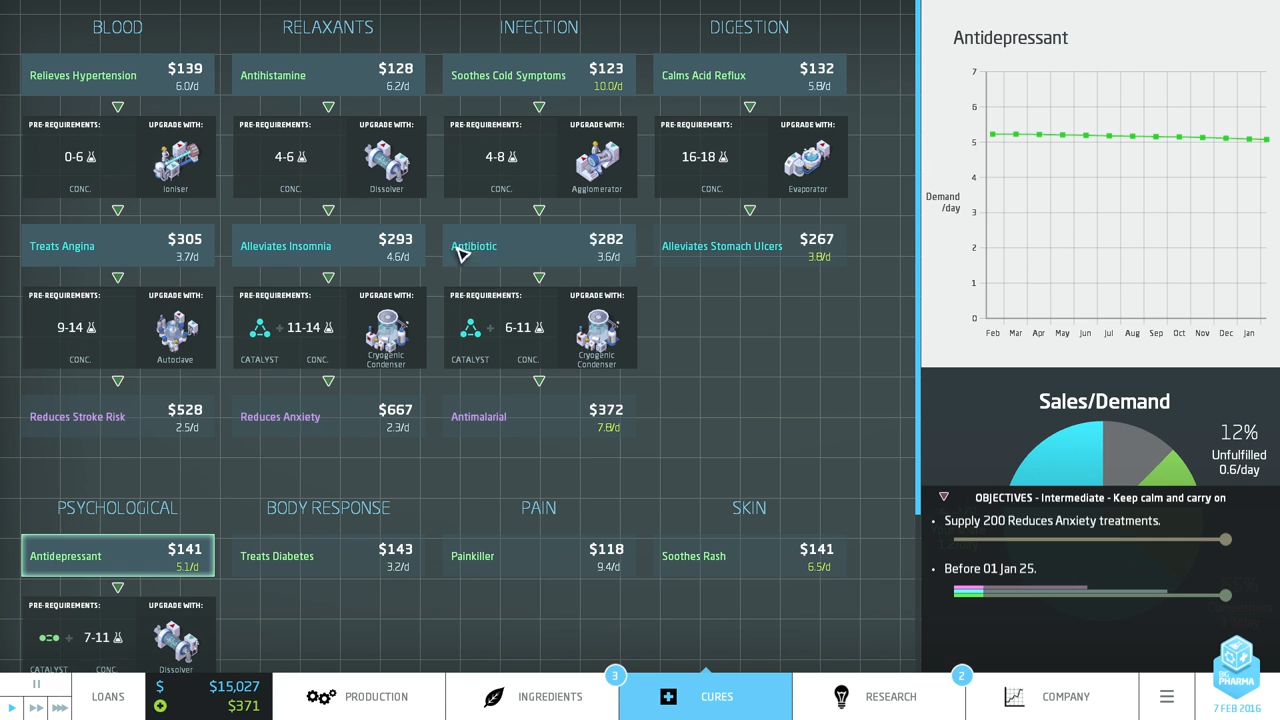 BLOOD
RELAXANTS
INFECTION
DIGESTION
Relieves Hypertension $139 6.0/d
Antihistamine $128 6.2/d
Soothes Cold Symptoms $123 10.0/d
Calms Acid Reflux $132 5.8/d
PRE-REQUIREMENTS: UPGRADE WITH:
0-6
CONC. Ioniser
PRE-REQUIREMENTS: UPGRADE WITH:
4-6
CONC. Dissolver
PRE-REQUIREMENTS: UPGRADE WITH:
4-8
CONC. Agglomerator
PRE-REQUIREMENTS: UPGRADE WITH:
16-18
CONC. Evaporator
Treats Angina $305 3.7/d
Alleviates Insomnia $293 4.6/d
Antibiotic $282 3.6/d
Alleviates Stomach Ulcers $267 3.8/d
PRE-REQUIREMENTS: UPGRADE WITH:
9-14
CONC. Autoclave
PRE-REQUIREMENTS: UPGRADE WITH:
+ 11-14
CATALYST CONC. Cryogenic Condenser
PRE-REQUIREMENTS: UPGRADE WITH:
+ 6-11
CATALYST CONC. Cryogenic Condenser
Reduces Stroke Risk $528 2.5/d
Reduces Anxiety $667 2.3/d
Antimalarial $372 7.8/d
PSYCHOLOGICAL
BODY RESPONSE
PAIN
SKIN
Antidepressant $141 5.1/d
Treats Diabetes $143 3.2/d
Painkiller $118 9.4/d
Soothes Rash $141 6.5/d
PRE-REQUIREMENTS: UPGRADE WITH:
+ 7-11
CATALYST CONC. Dissolver
Antidepressant
7
6
5
4
3
2
1
0
Demand
/day
Feb Mar Apr May Jun Jul Aug Sep Oct Nov Dec Jan
Sales/Demand
12%
Unfulfilled
0.6/day
OBJECTIVES - Intermediate - Keep calm and carry on
• Supply 200 Reduces Anxiety treatments.
• Before 01 Jan 25.
LOANS
$ $15,027
$371
PRODUCTION
INGREDIENTS
3
CURES
RESEARCH
2
COMPANY
BIG
PHARMA
7 FEB 2016